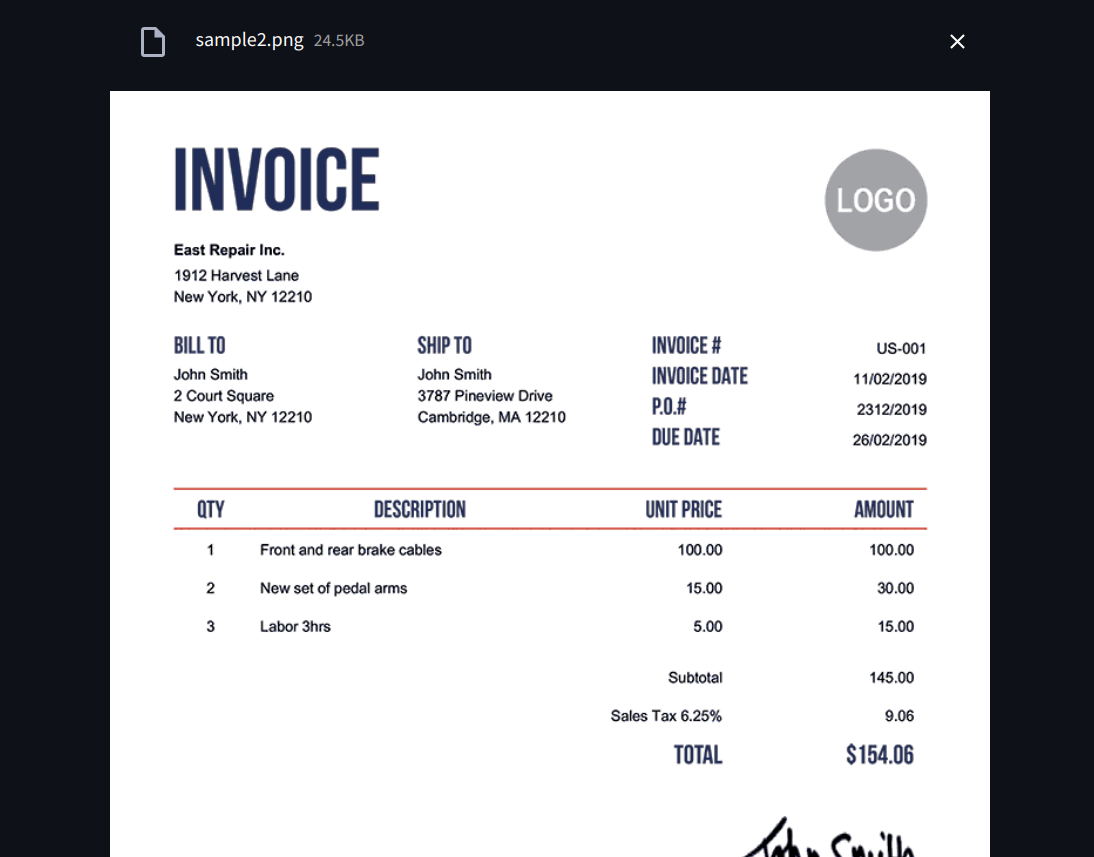 sample2.png 24.5KB
INVOICE
LOGO
East Repair Inc.
1912 Harvest Lane
New York, NY 12210
BILL TO
John Smith
2 Court Square
New York, NY 12210
SHIP TO
John Smith
3787 Pineview Drive
Cambridge, MA 12210
INVOICE # US-001
INVOICE DATE 11/02/2019
P.O.# 2312/2019
DUE DATE 26/02/2019
QTY DESCRIPTION UNIT PRICE AMOUNT
1 Front and rear brake cables 100.00 100.00
2 New set of pedal arms 15.00 30.00
3 Labor 3hrs 5.00 15.00
Subtotal 145.00
Sales Tax 6.25% 9.06
TOTAL $154.06
John Smith